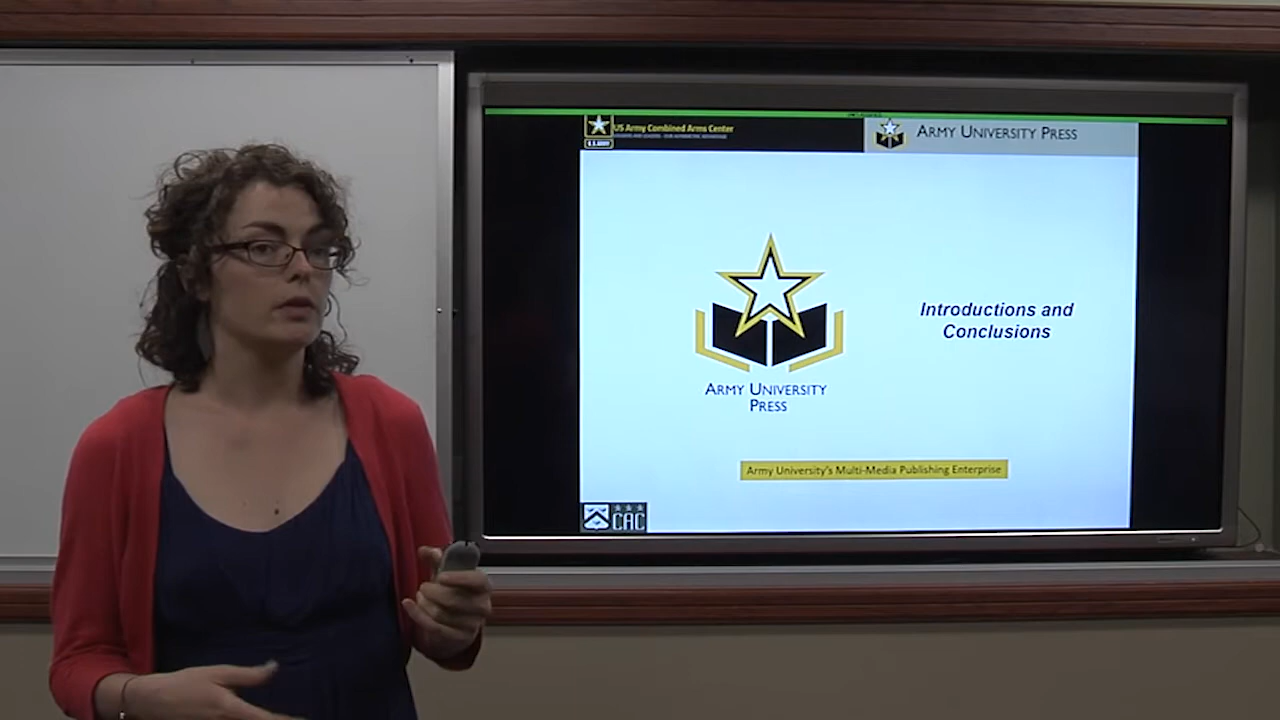 US Army Combined Arms Center
U.S. ARMY
ARMY UNIVERSITY PRESS
Introductions and
Conclusions
ARMY UNIVERSITY
PRESS
Army University's Multi-Media Publishing Enterprise
CAC